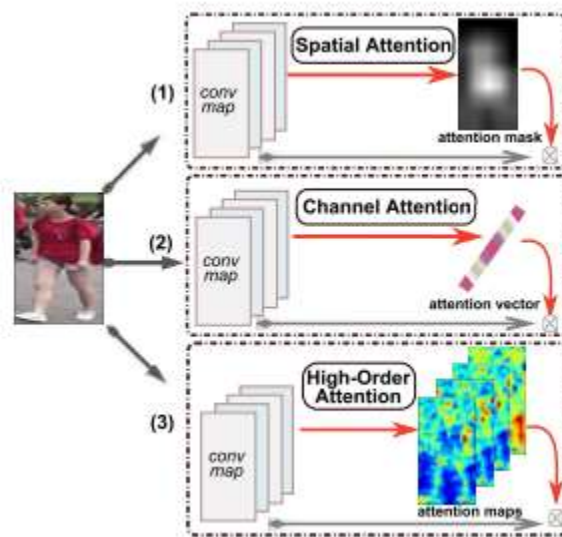 (1)
conv
map
Spatial Attention
attention mask
(2)
conv
map
Channel Attention
attention vector
(3)
conv
map
High-Order
Attention
attention maps